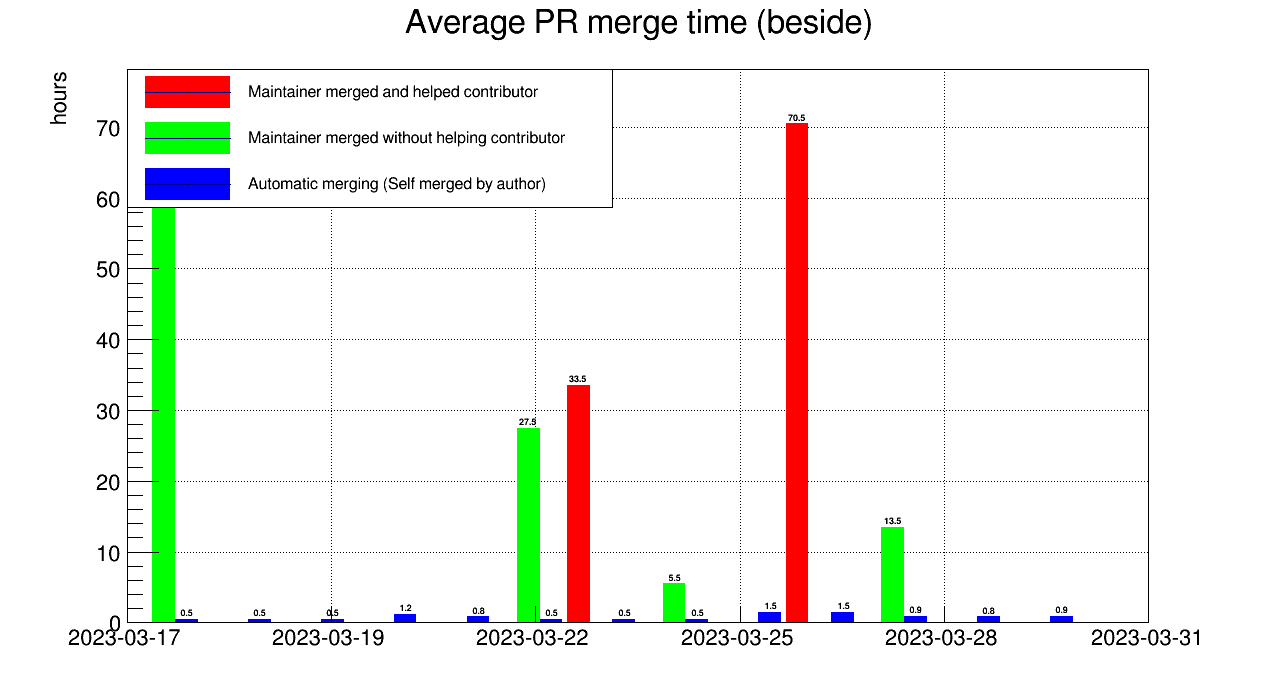 Average PR merge time (beside)
hours
Maintainer merged and helped contributor
Maintainer merged without helping contributor
Automatic merging (Self merged by author)
70
60
50
40
30
20
10
0
70.5
33.5
27.5
13.5
5.5
0.5 0.5 0.5 1.2 0.8 0.5 0.5 0.5 1.5 1.5 0.9 0.8 0.9
2023-03-17 2023-03-19 2023-03-22 2023-03-25 2023-03-28 2023-03-31